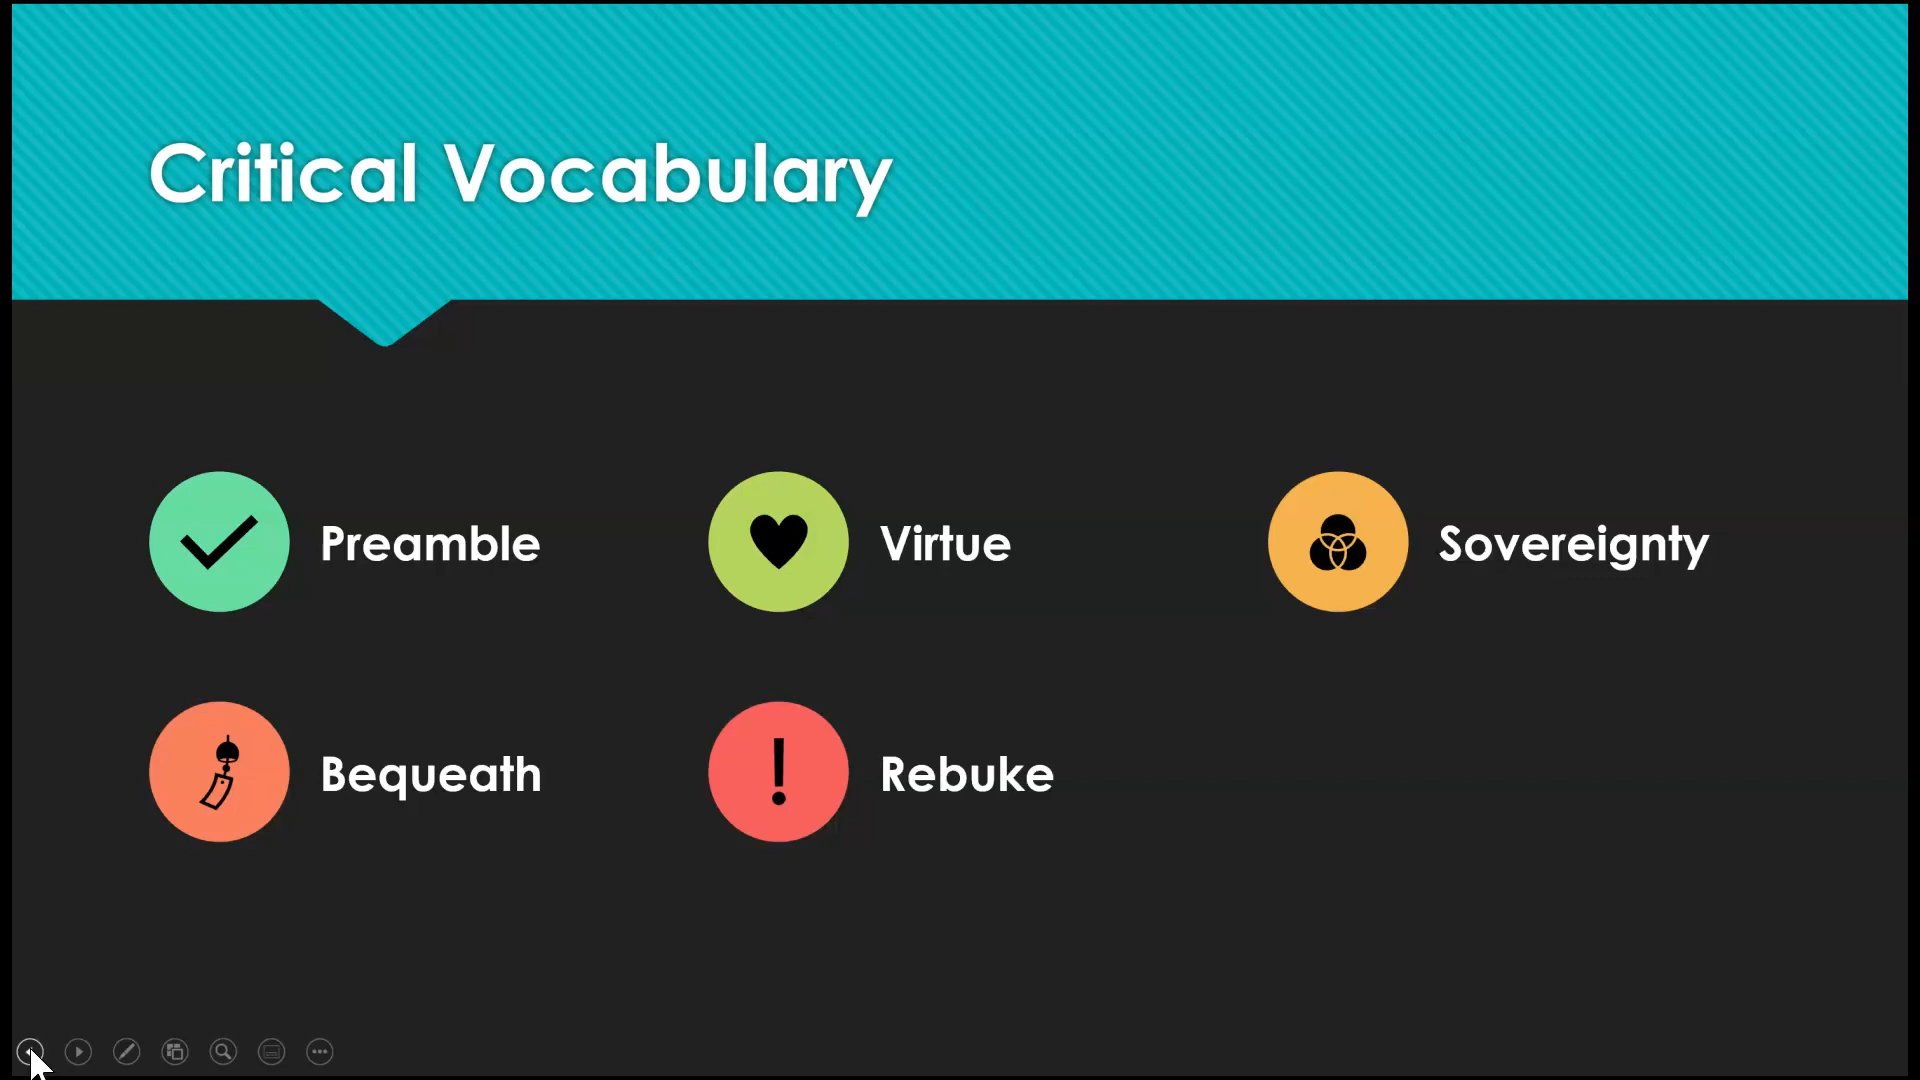 Critical Vocabulary
Preamble
Virtue
Sovereignty
Bequeath
Rebuke